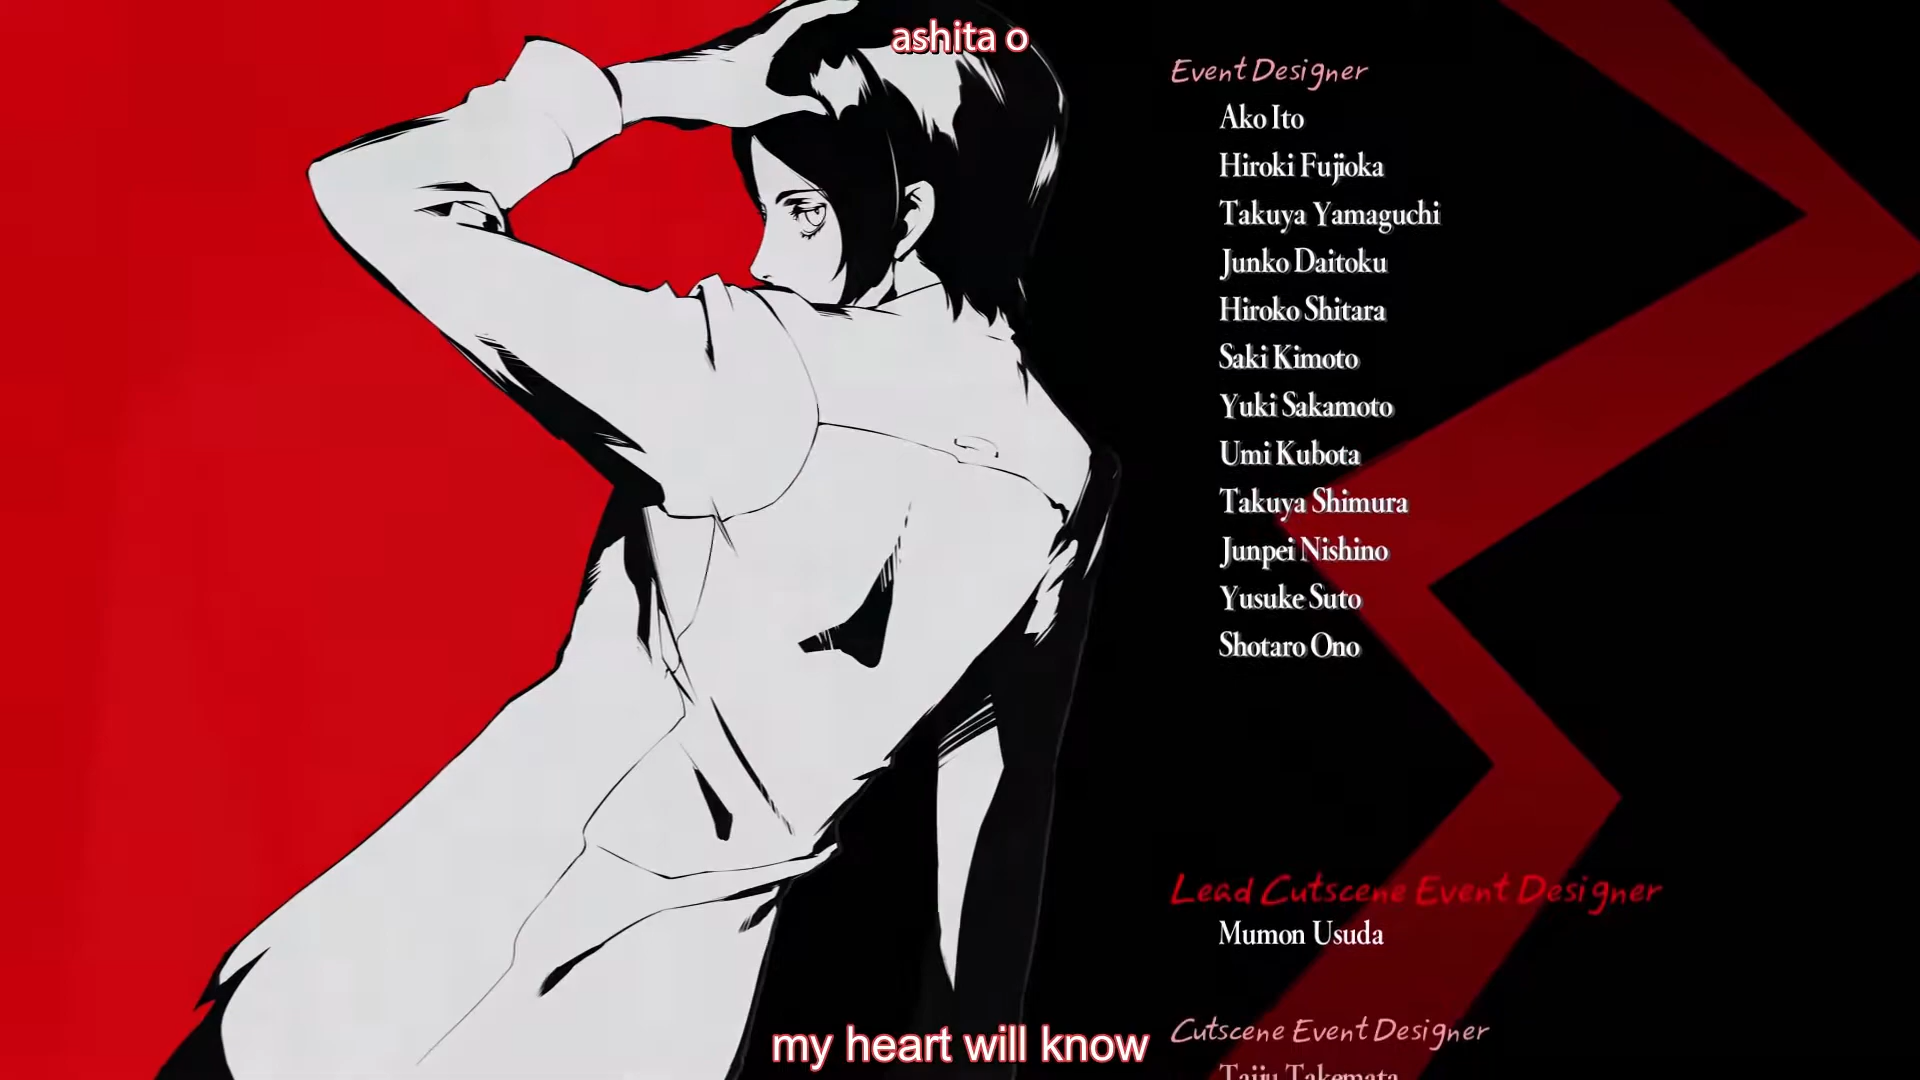 ashita o
Event Designer
Ako Ito
Hiroki Fujioka
Takuya Yamaguchi
Junko Daitoku
Hiroko Shitara
Saki Kimoto
Yuki Sakamoto
Umi Kubota
Takuya Shimura
Junpei Nishino
Yusuke Suto
Shotaro Ono
Lead Cutscene Event Designer
Mumon Usuda
Cutscene Event Designer
Taiju Takemata
my heart will know